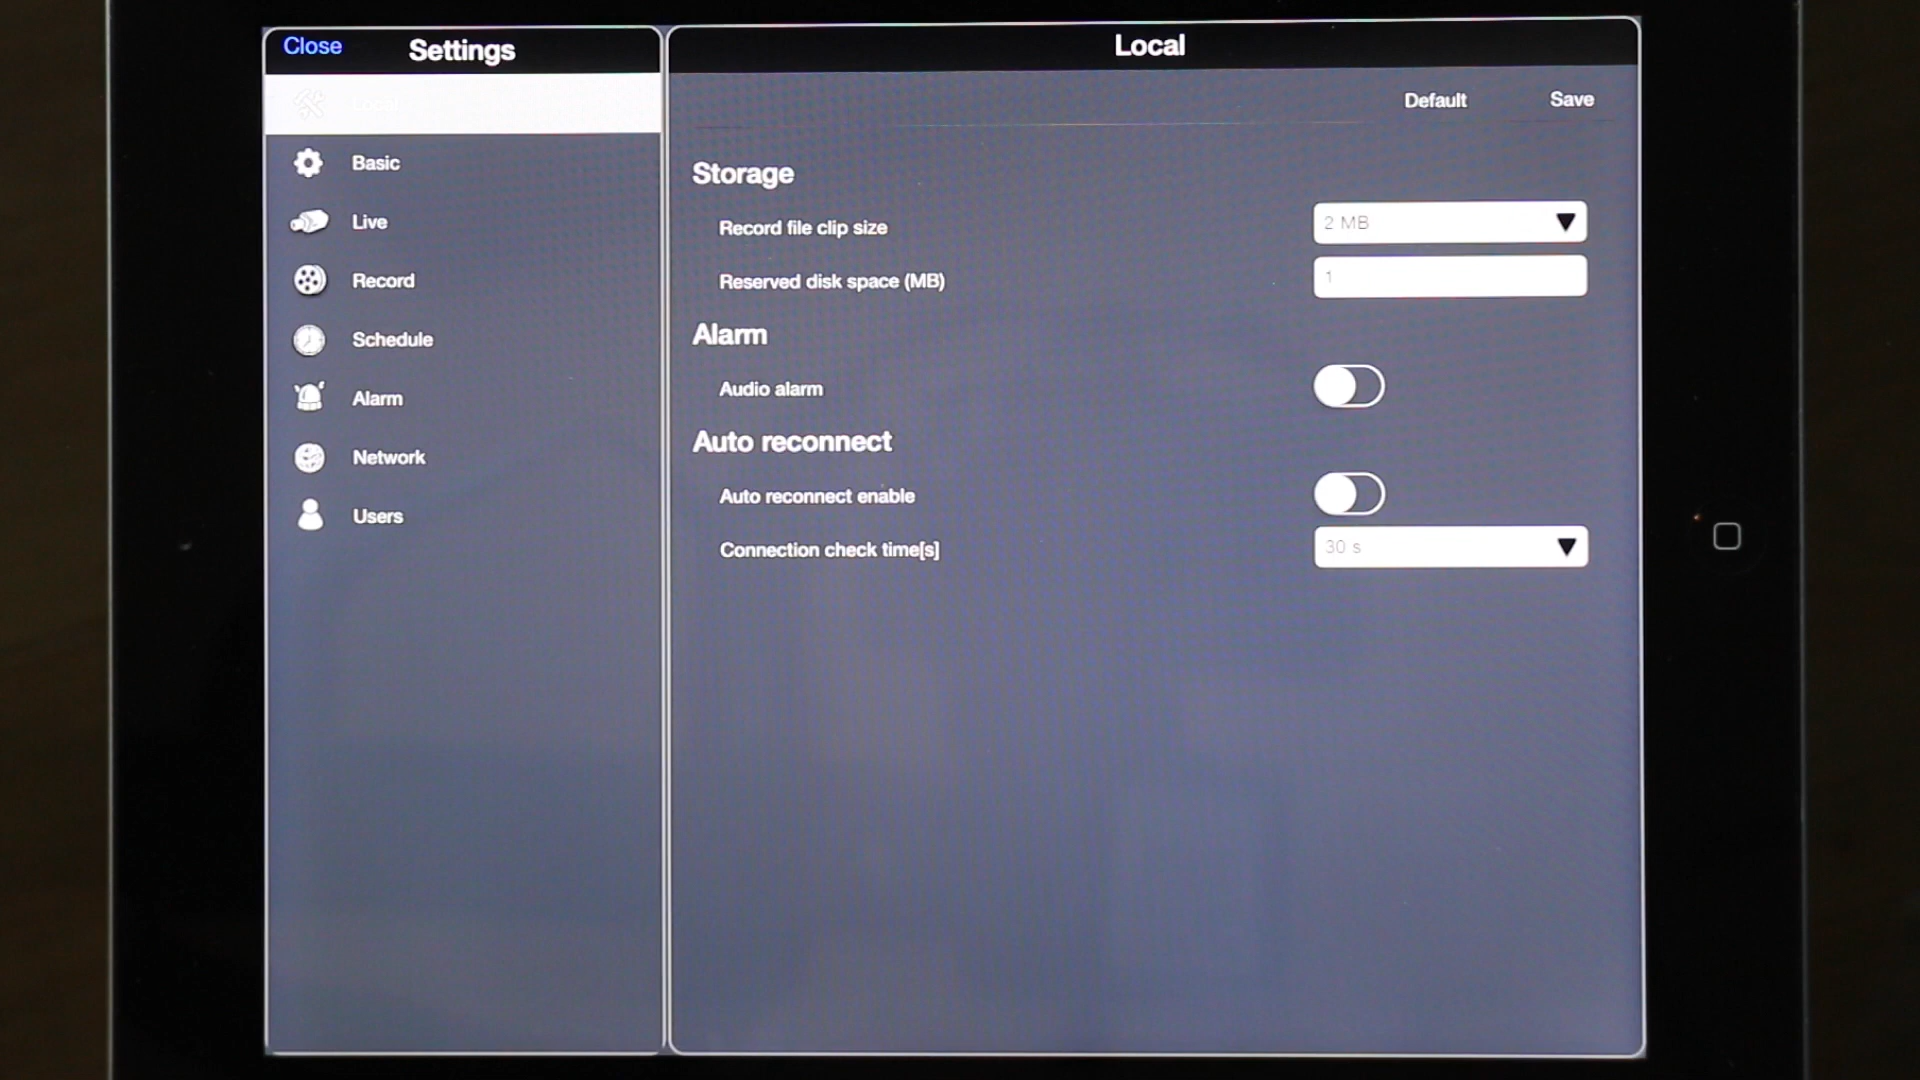 Close
Settings
Local
Basic
Live
Record
Schedule
Alarm
Network
Users
Local
Default
Save
Storage
Record file clip size
2 MB
Reserved disk space (MB)
1
Alarm
Audio alarm
Auto reconnect
Auto reconnect enable
Connection check time[s]
30 s